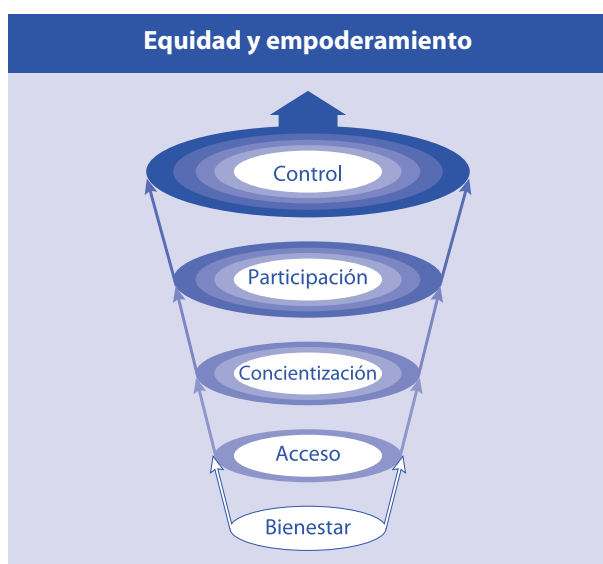 Equidad y empoderamiento
Control
Participación
Concientización
Acceso
Bienestar